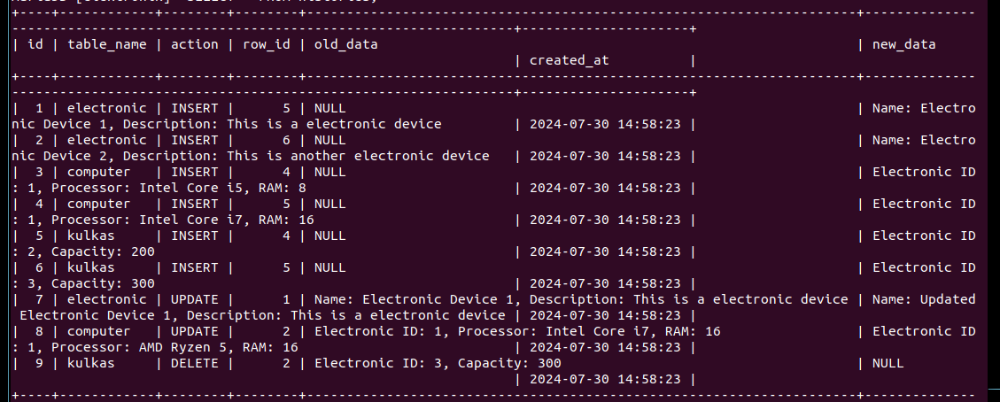 +----+------------+--------+--------+---------------------------------------------------------------------+--------------
---------------------------------------------------------------+---------------------+
| id | table_name | action | row_id | old_data | new_data
| created_at |
+----+------------+--------+--------+---------------------------------------------------------------------+--------------
---------------------------------------------------------------+---------------------+
| 1 | electronic | INSERT | 5 | NULL | Name: Electro
nic Device 1, Description: This is a electronic device | 2024-07-30 14:58:23 |
| 2 | electronic | INSERT | 6 | NULL | Name: Electro
nic Device 2, Description: This is another electronic device | 2024-07-30 14:58:23 |
| 3 | computer | INSERT | 4 | NULL | Electronic ID
: 1, Processor: Intel Core i5, RAM: 8 | 2024-07-30 14:58:23 |
| 4 | computer | INSERT | 5 | NULL | Electronic ID
: 1, Processor: Intel Core i7, RAM: 16 | 2024-07-30 14:58:23 |
| 5 | kulkas | INSERT | 4 | NULL | Electronic ID
: 2, Capacity: 200 | 2024-07-30 14:58:23 |
| 6 | kulkas | INSERT | 5 | NULL | Electronic ID
: 3, Capacity: 300 | 2024-07-30 14:58:23 |
| 7 | electronic | UPDATE | 1 | Name: Electronic Device 1, Description: This is a electronic device | Name: Updated
Electronic Device 1, Description: This is a electronic device | 2024-07-30 14:58:23 |
| 8 | computer | UPDATE | 2 | Electronic ID: 1, Processor: Intel Core i7, RAM: 16 | Electronic ID
: 1, Processor: AMD Ryzen 5, RAM: 16 | 2024-07-30 14:58:23 |
| 9 | kulkas | DELETE | 2 | Electronic ID: 3, Capacity: 300 | NULL
| 2024-07-30 14:58:23 |
+----+------------+--------+--------+---------------------------------------------------------------------+--------------